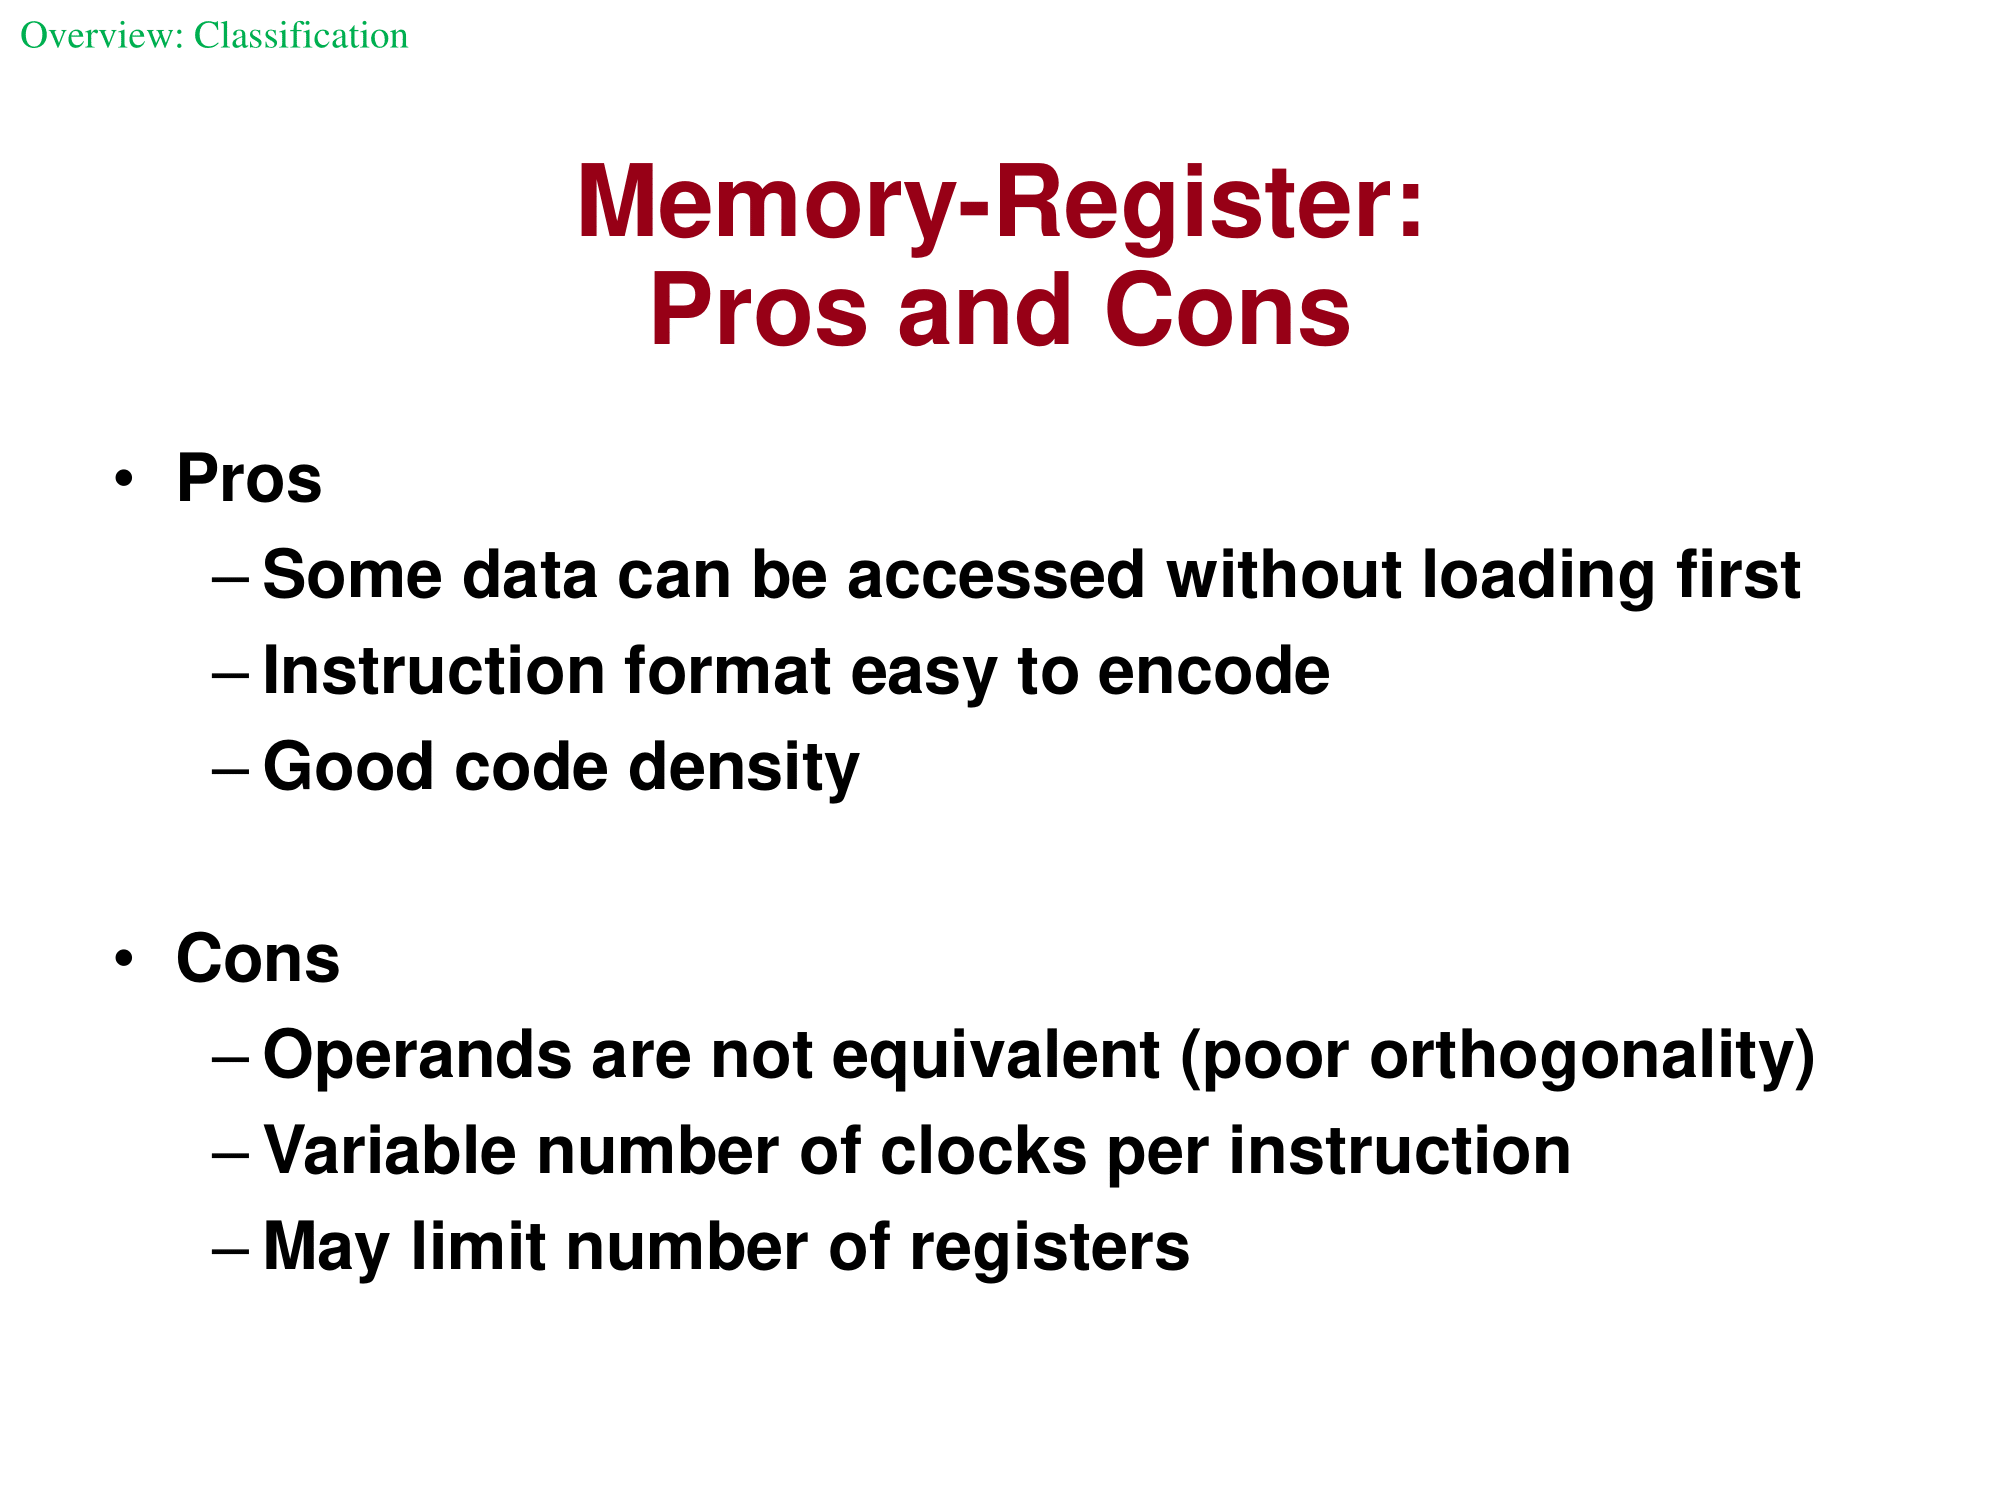 Overview: Classification
Memory-Register:
Pros and Cons
• Pros
– Some data can be accessed without loading first
– Instruction format easy to encode
– Good code density
• Cons
– Operands are not equivalent (poor orthogonality)
– Variable number of clocks per instruction
– May limit number of registers